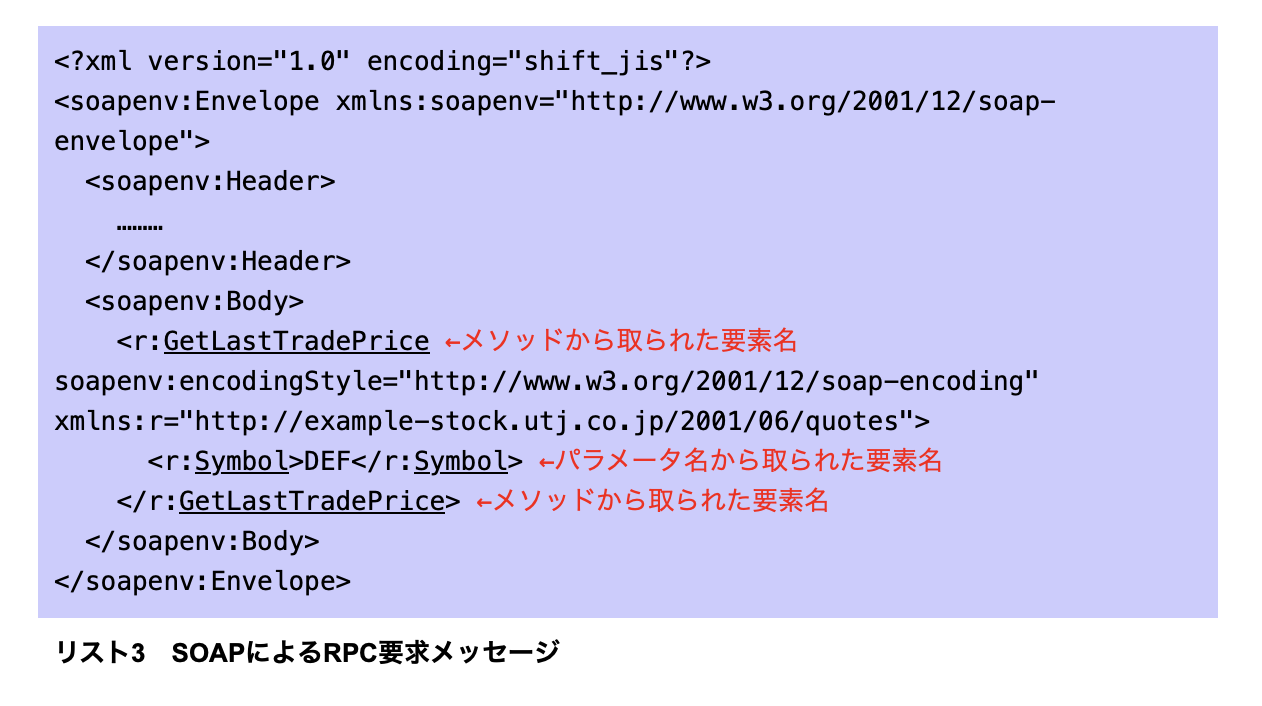 <?xml version="1.0" encoding="shift_jis"?>
<soapenv:Envelope xmlns:soapenv="http://www.w3.org/2001/12/soap-
envelope">
  <soapenv:Header>
    ………
  </soapenv:Header>
  <soapenv:Body>
    <r:GetLastTradePrice ←メソッドから取られた要素名
soapenv:encodingStyle="http://www.w3.org/2001/12/soap-encoding"
xmlns:r="http://example-stock.utj.co.jp/2001/06/quotes">
      <r:Symbol>DEF</r:Symbol> ←パラメータ名から取られた要素名
    </r:GetLastTradePrice> ←メソッドから取られた要素名
  </soapenv:Body>
</soapenv:Envelope>
リスト3　SOAPによるRPC要求メッセージ